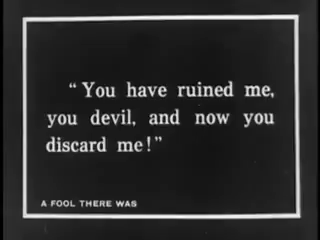 "You have ruined me,
you devil, and now you
discard me!"
A FOOL THERE WAS